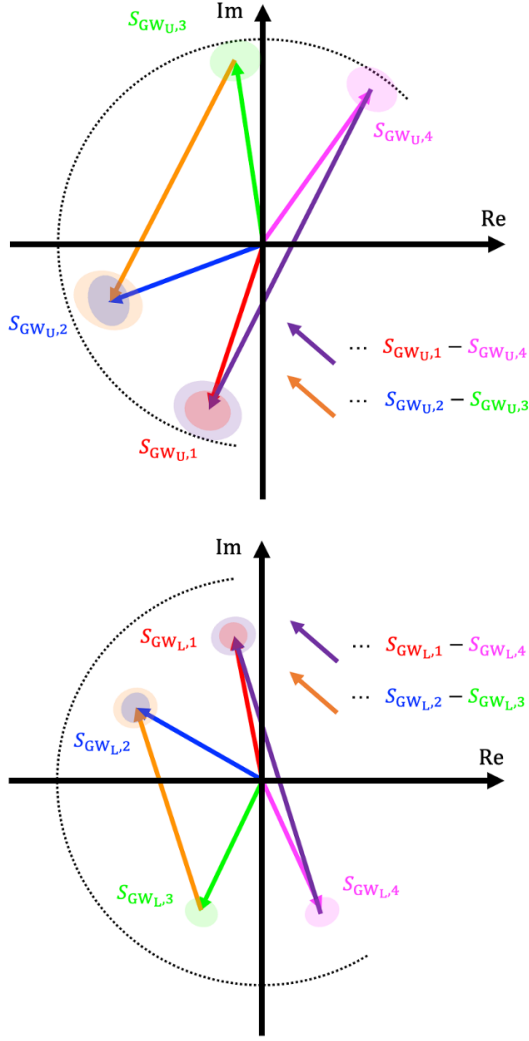 Im
S_GW_U,3
S_GW_U,4
Re
S_GW_U,2
... S_GW_U,1 − S_GW_U,4
... S_GW_U,2 − S_GW_U,3
S_GW_U,1
Im
S_GW_L,1
... S_GW_L,1 − S_GW_L,4
... S_GW_L,2 − S_GW_L,3
S_GW_L,2
Re
S_GW_L,3
S_GW_L,4